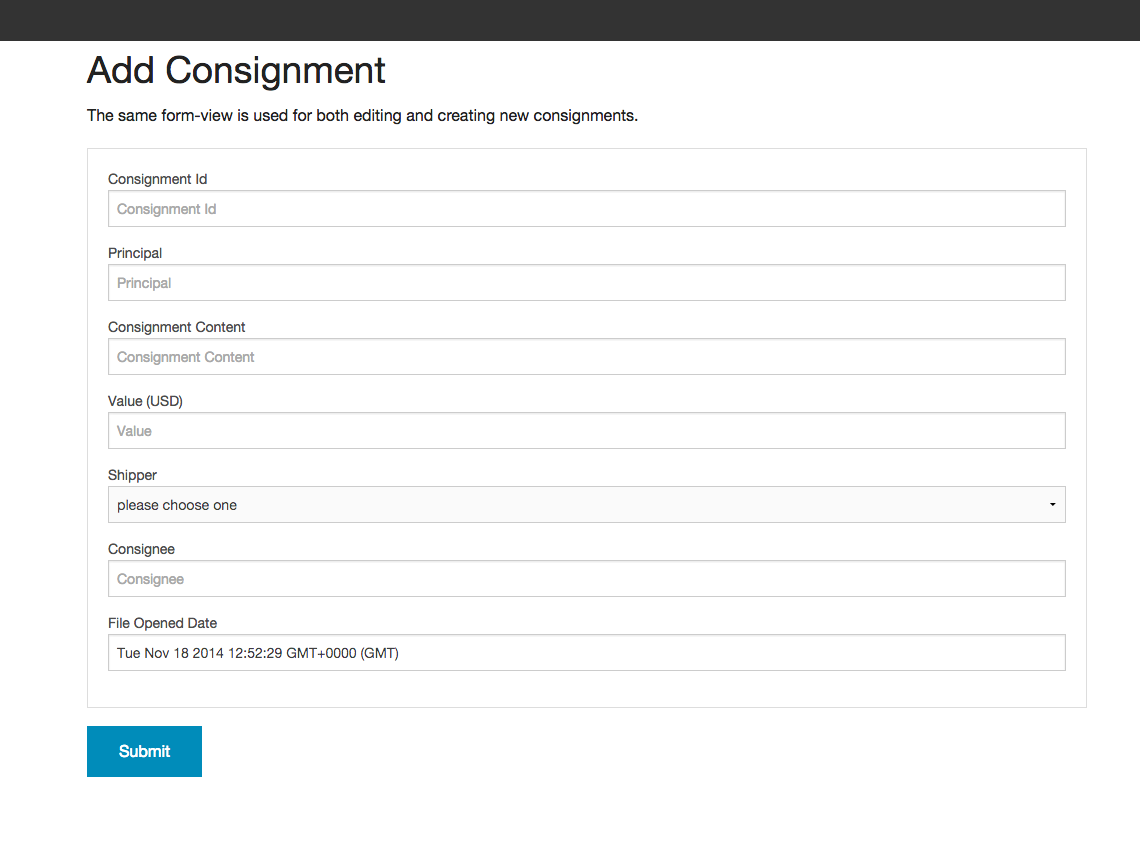 Add Consignment
The same form-view is used for both editing and creating new consignments.
Consignment Id
Consignment Id
Principal
Principal
Consignment Content
Consignment Content
Value (USD)
Value
Shipper
please choose one
Consignee
Consignee
File Opened Date
Tue Nov 18 2014 12:52:29 GMT+0000 (GMT)
Submit